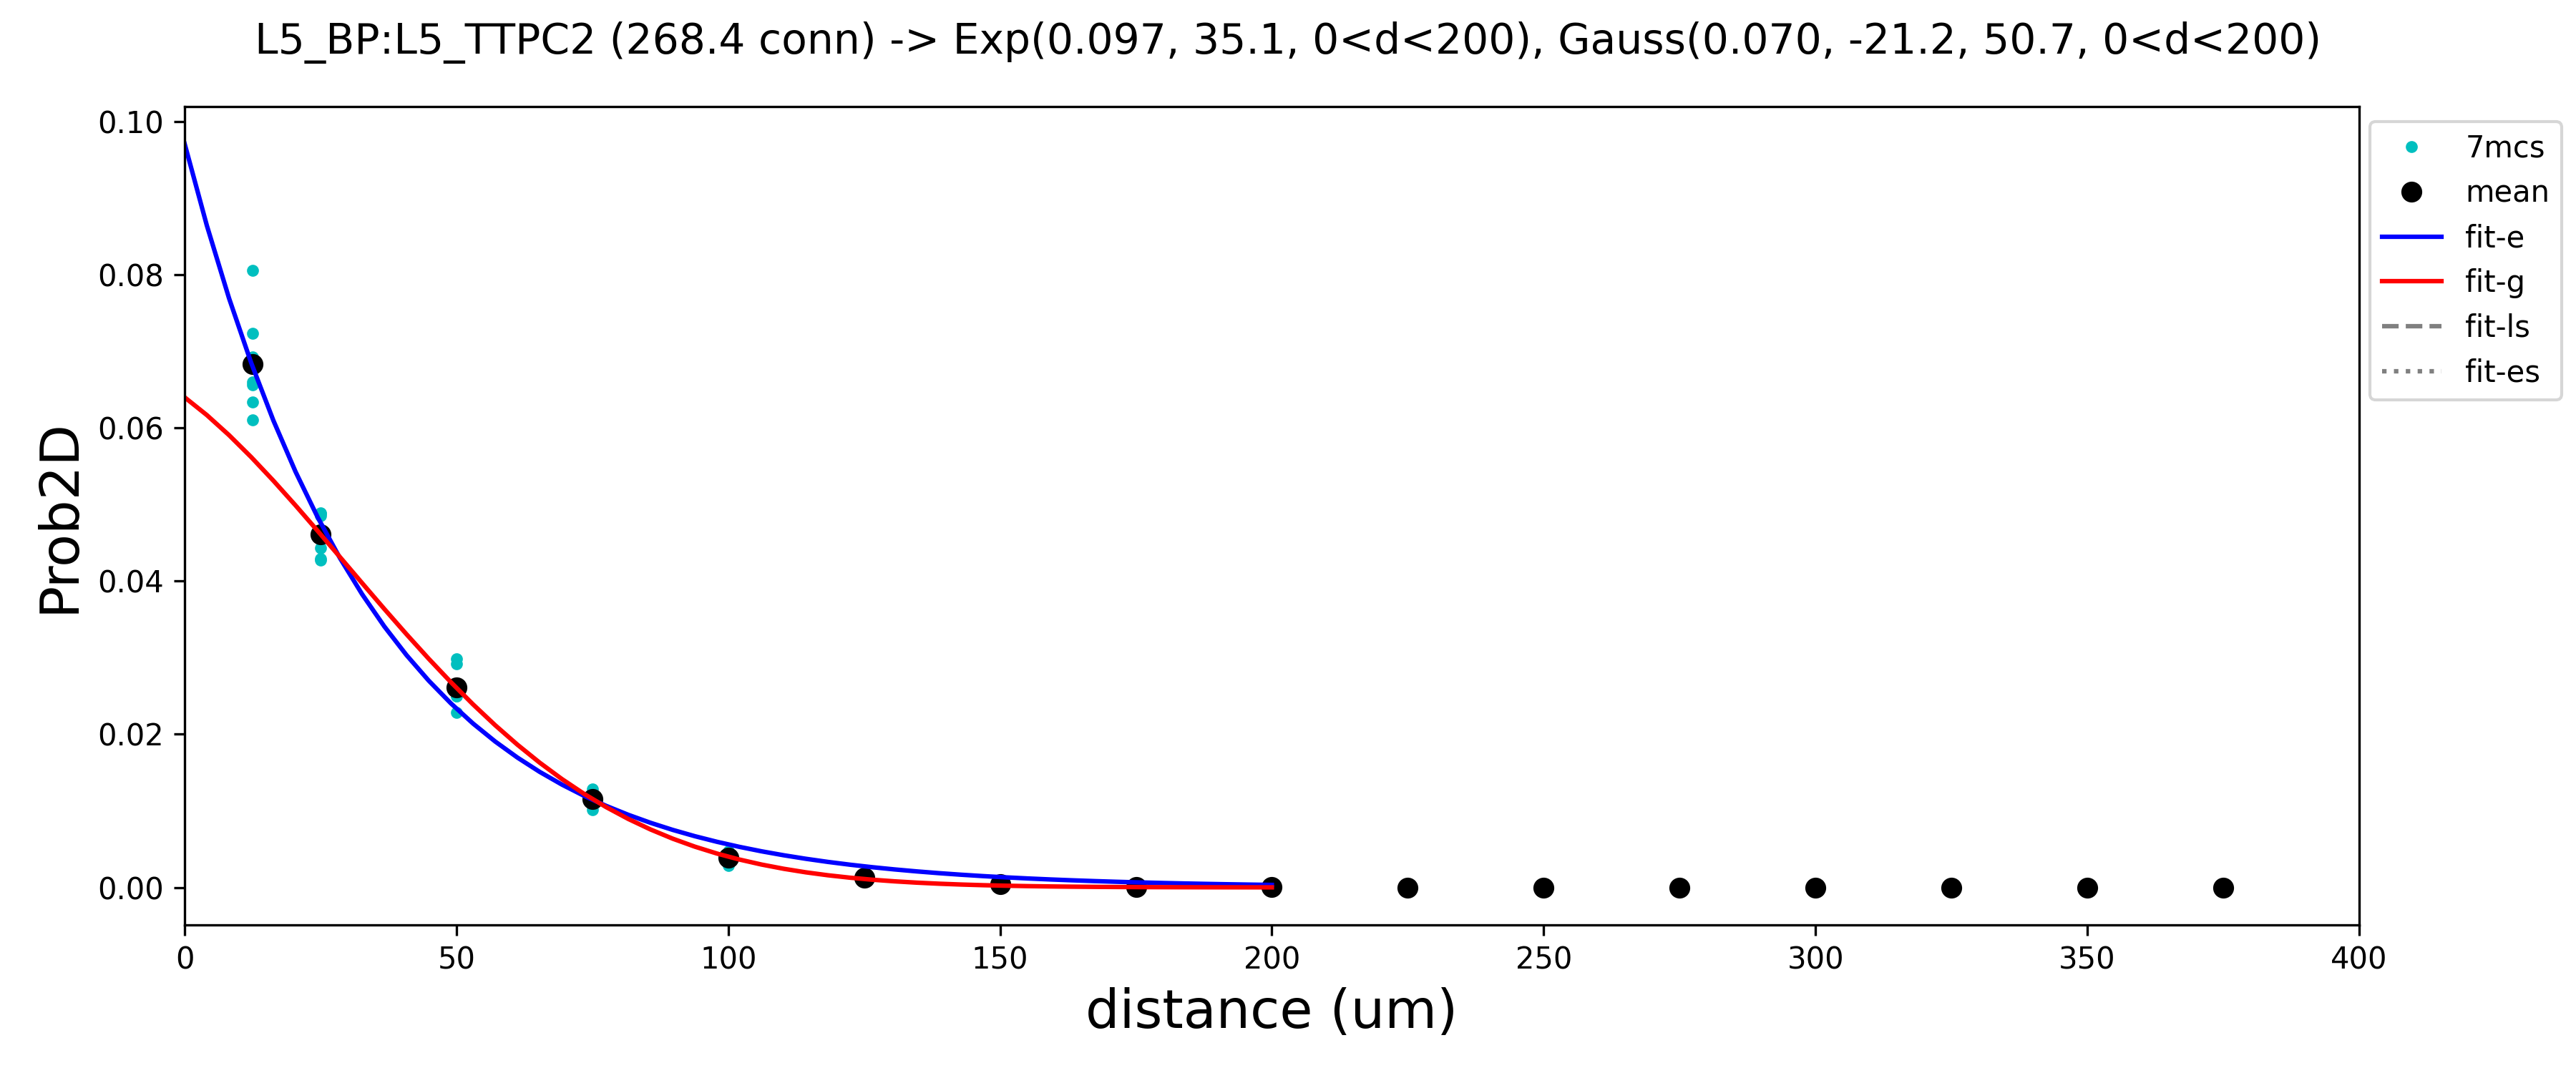 L5_BP:L5_TTPC2 (268.4 conn) -> Exp(0.097, 35.1, 0<d<200), Gauss(0.070, -21.2, 50.7, 0<d<200)
0.10
0.08
0.06
0.04
0.02
0.00
Prob2D
0 50 100 150 200 250 300 350 400
distance (um)
7mcs
mean
fit-e
fit-g
fit-ls
fit-es